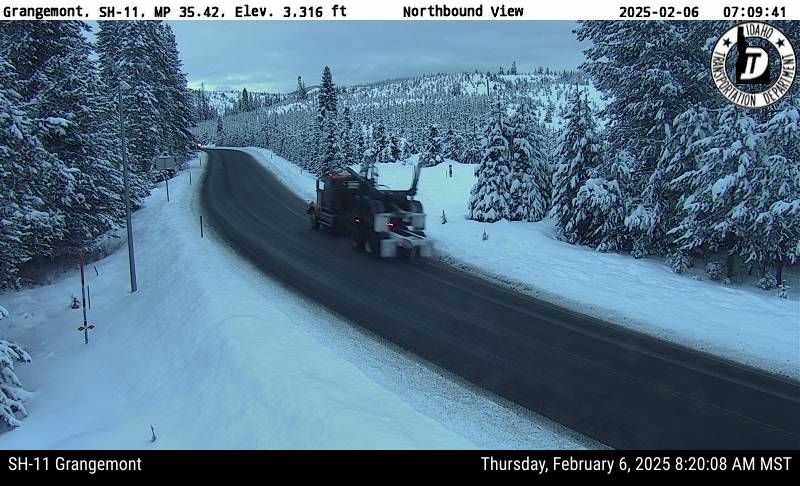 Grangemont, SH-11, MP 35.42, Elev. 3,316 ft Northbound View 2025-02-06 07:09:41
IDAHO
TRANSPORTATION DEPARTMENT
SH-11 Grangemont Thursday, February 6, 2025 8:20:08 AM MST